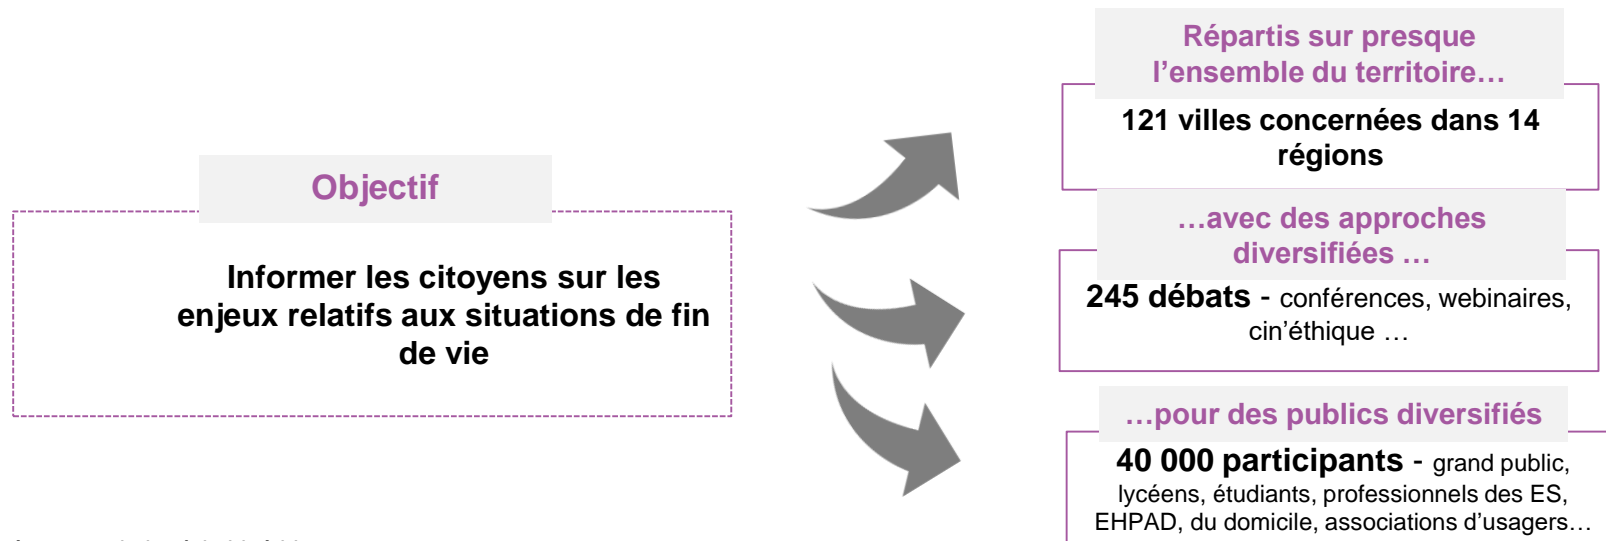 Objectif
Informer les citoyens sur les
enjeux relatifs aux situations de fin
de vie
Répartis sur presque
l'ensemble du territoire…
121 villes concernées dans 14
régions
…avec des approches
diversifiées …
245 débats - conférences, webinaires,
cin'éthique …
…pour des publics diversifiés
40 000 participants - grand public,
lycéens, étudiants, professionnels des ES,
EHPAD, du domicile, associations d'usagers…